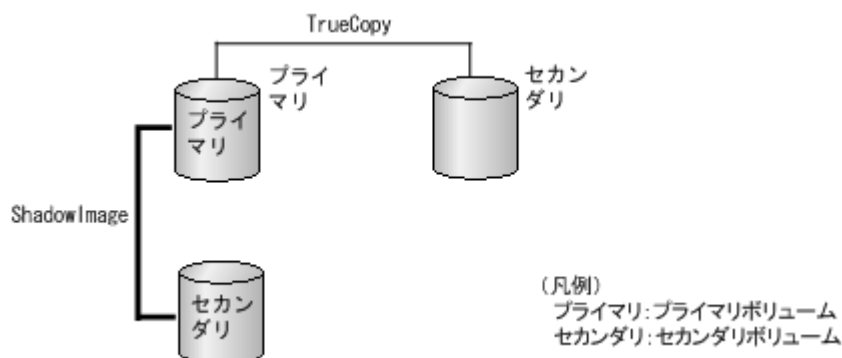 TrueCopy
プライ
マリ
セカン
ダリ
プライ
マリ
ShadowImage
セカン
ダリ
(凡例)
プライマリ:プライマリボリューム
セカンダリ:セカンダリボリューム